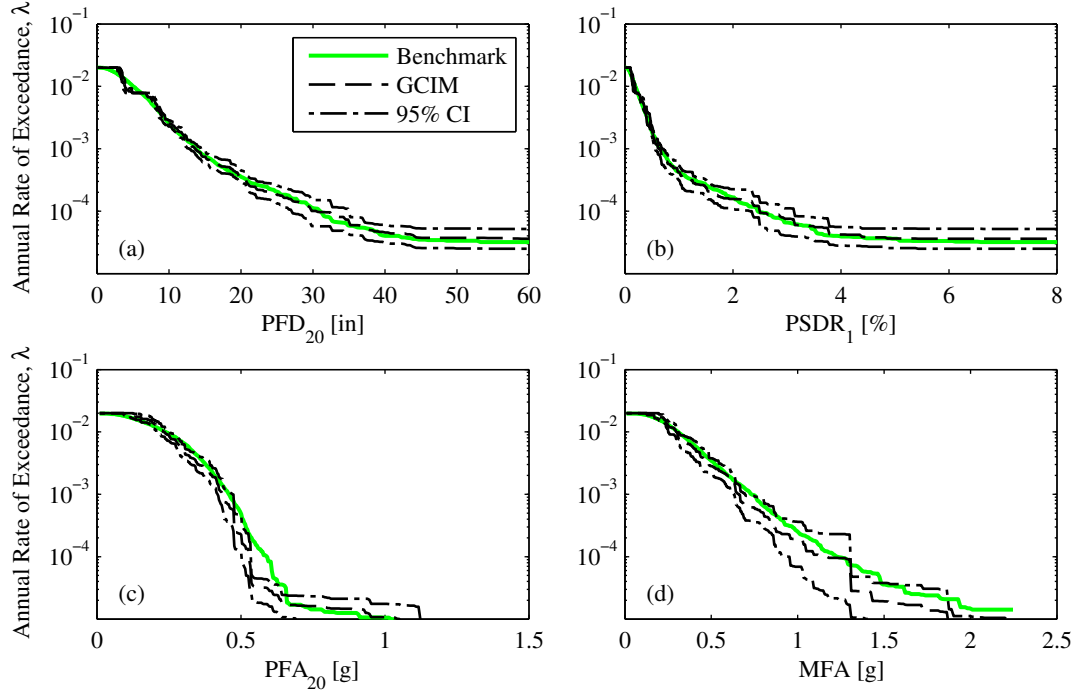 Annual Rate of Exceedance, λ
10⁻¹
10⁻²
10⁻³
10⁻⁴
Benchmark
GCIM
95% CI
(a)
0 10 20 30 40 50 60
PFD₂₀ [in]
10⁻¹
10⁻²
10⁻³
10⁻⁴
(b)
0 2 4 6 8
PSDR₁ [%]
Annual Rate of Exceedance, λ
10⁻¹
10⁻²
10⁻³
10⁻⁴
(c)
0 0.5 1 1.5
PFA₂₀ [g]
10⁻¹
10⁻²
10⁻³
10⁻⁴
(d)
0 0.5 1 1.5 2 2.5
MFA [g]